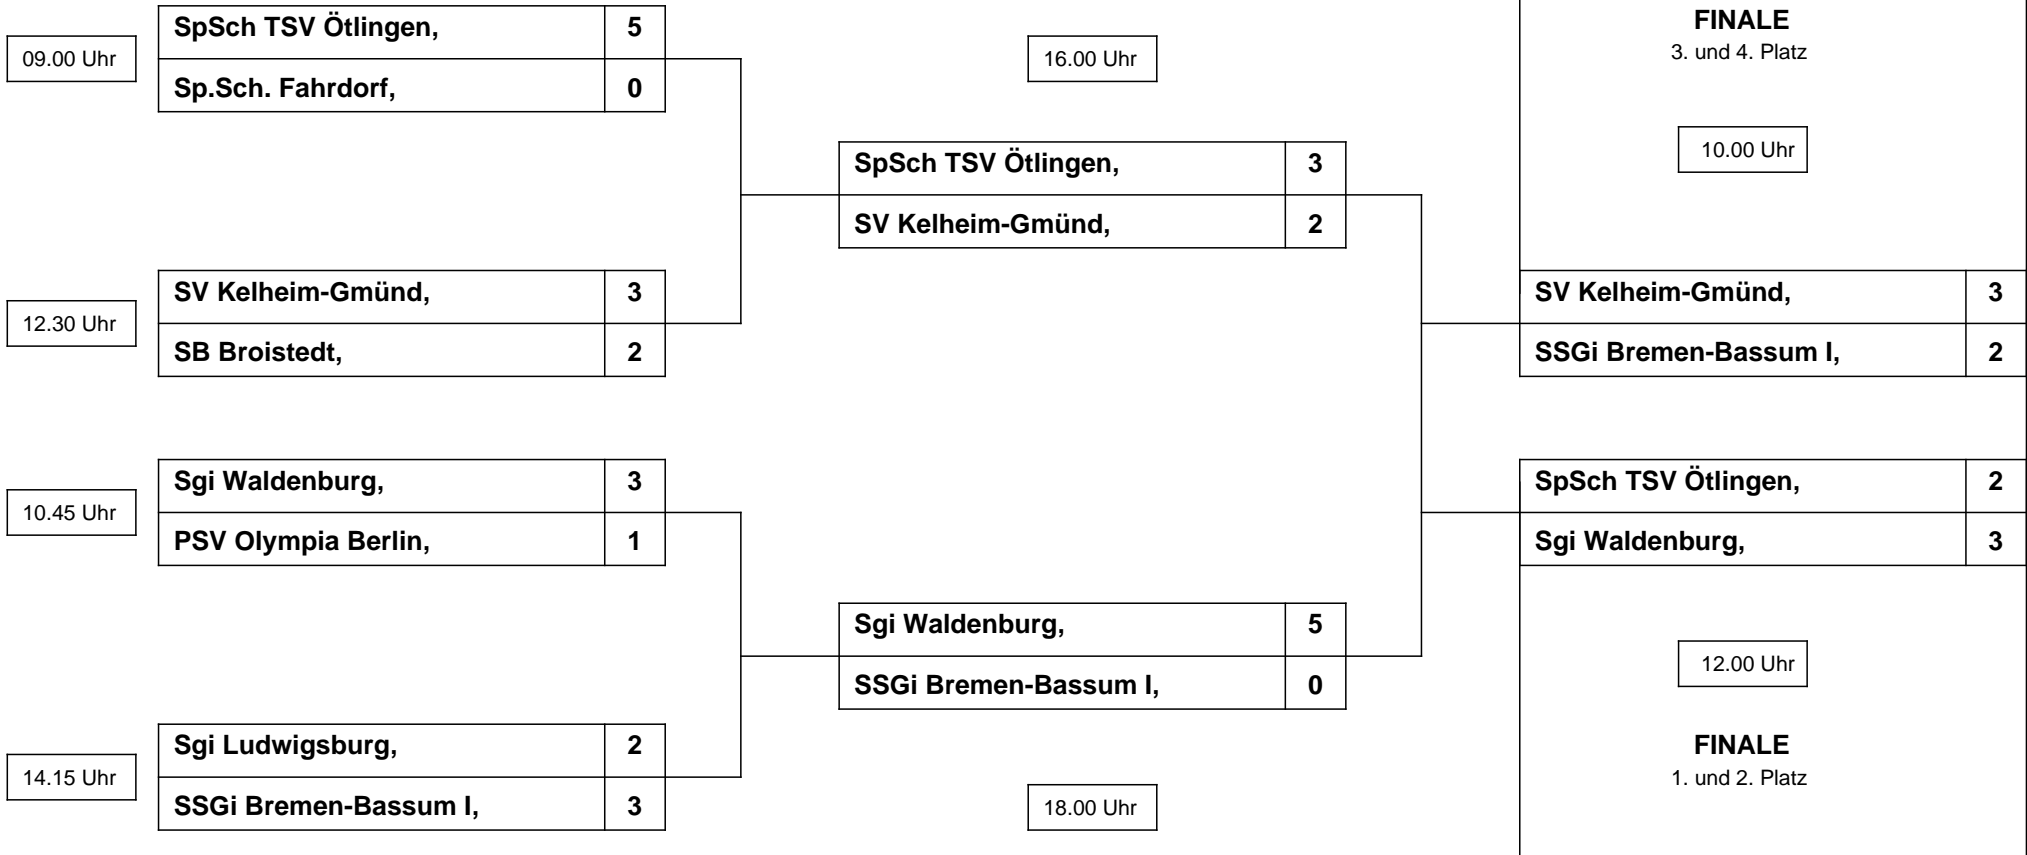 09.00 Uhr
SpSch TSV Ötlingen, 5
Sp.Sch. Fahrdorf, 0
12.30 Uhr
SV Kelheim-Gmünd, 3
SB Broistedt, 2
10.45 Uhr
Sgi Waldenburg, 3
PSV Olympia Berlin, 1
14.15 Uhr
Sgi Ludwigsburg, 2
SSGi Bremen-Bassum I, 3
16.00 Uhr
SpSch TSV Ötlingen, 3
SV Kelheim-Gmünd, 2
Sgi Waldenburg, 5
SSGi Bremen-Bassum I, 0
18.00 Uhr
FINALE
3. und 4. Platz
10.00 Uhr
SV Kelheim-Gmünd, 3
SSGi Bremen-Bassum I, 2
SpSch TSV Ötlingen, 2
Sgi Waldenburg, 3
12.00 Uhr
FINALE
1. und 2. Platz